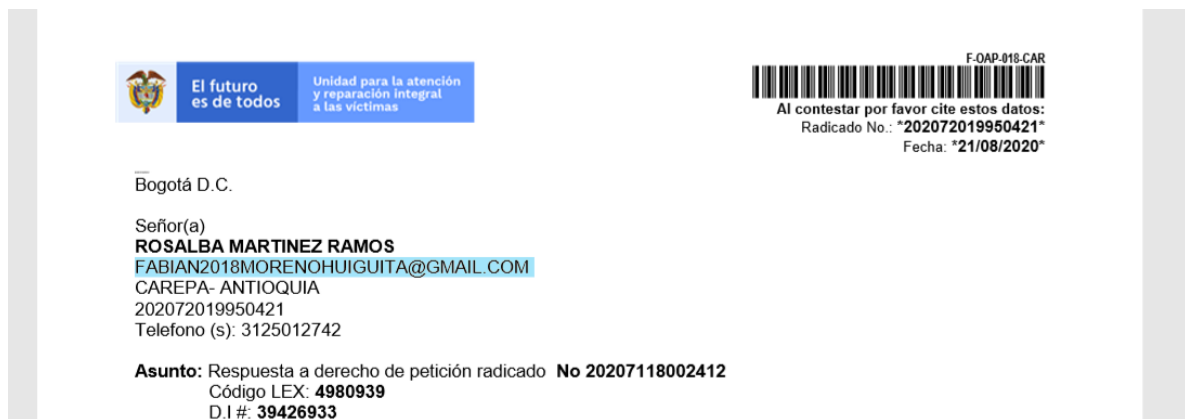 El futuro
es de todos
Unidad para la atención
y reparación integral
a las víctimas
F-OAP-018-CAR
Al contestar por favor cite estos datos:
Radicado No.: *202072019950421*
Fecha: *21/08/2020*
Bogotá D.C.
Señor(a)
ROSALBA MARTINEZ RAMOS
FABIAN2018MORENOHUIGUITA@GMAIL.COM
CAREPA- ANTIOQUIA
202072019950421
Telefono (s): 3125012742
Asunto: Respuesta a derecho de petición radicado No 20207118002412
Código LEX: 4980939
D.I #: 39426933